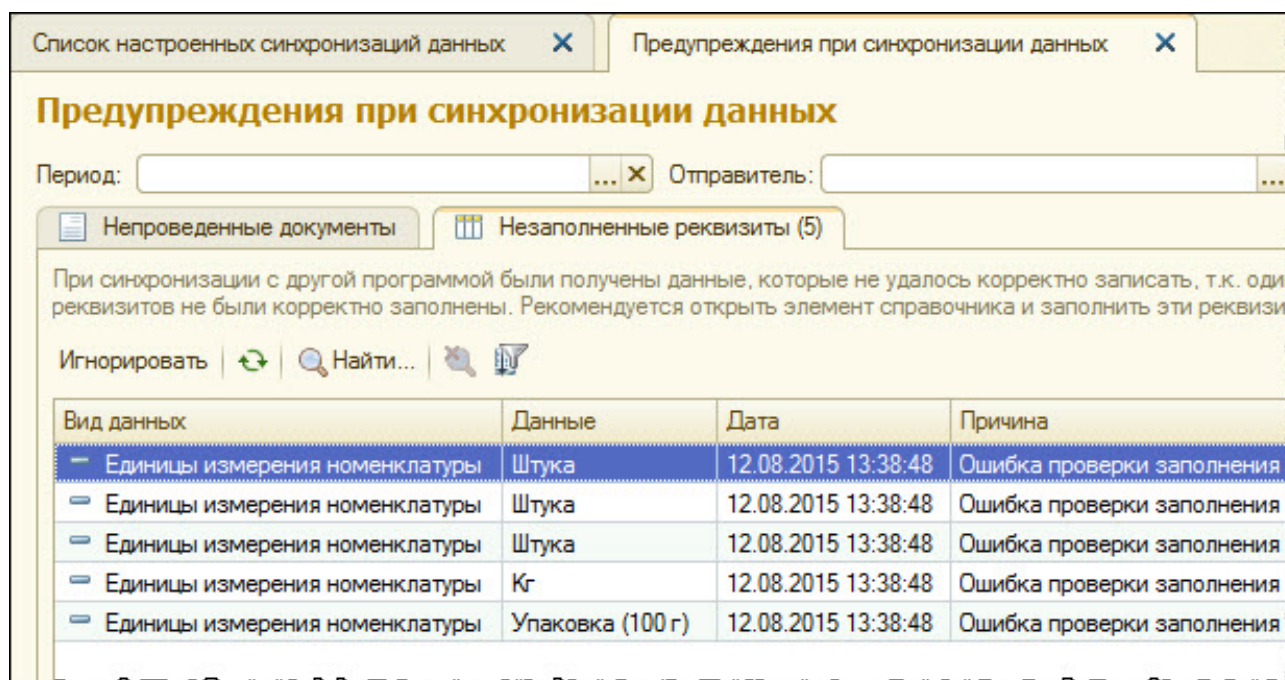 Список настроенных синхронизаций данных
Предупреждения при синхронизации данных
Предупреждения при синхронизации данных
Период: ... Отправитель: ...
Непроведенные документы
Незаполненные реквизиты (5)
При синхронизации с другой программой были получены данные, которые не удалось корректно записать, т.к. оди
реквизитов не были корректно заполнены. Рекомендуется открыть элемент справочника и заполнить эти реквизи
Игнорировать Найти...
Вид данных Данные Дата Причина
Единицы измерения номенклатуры Штука 12.08.2015 13:38:48 Ошибка проверки заполнения
Единицы измерения номенклатуры Штука 12.08.2015 13:38:48 Ошибка проверки заполнения
Единицы измерения номенклатуры Штука 12.08.2015 13:38:48 Ошибка проверки заполнения
Единицы измерения номенклатуры Кг 12.08.2015 13:38:48 Ошибка проверки заполнения
Единицы измерения номенклатуры Упаковка (100 г) 12.08.2015 13:38:48 Ошибка проверки заполнения